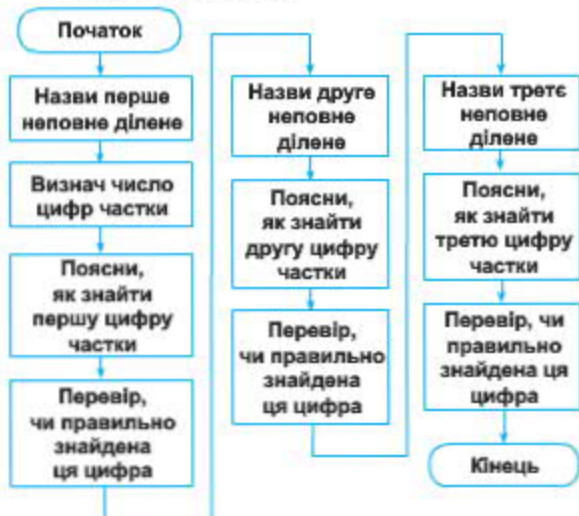 Початок
Назви перше
неповне ділене
Визнач число
цифр частки
Поясни,
як знайти
першу цифру
частки
Перевір,
чи правильно
знайдена
ця цифра
Назви друге
неповне
ділене
Поясни,
як знайти
другу цифру
частки
Перевір,
чи правильно
знайдена
ця цифра
Назви третє
неповне
ділене
Поясни,
як знайти
третю цифру
частки
Перевір, чи
правильно
знайдена ця
цифра
Кінець